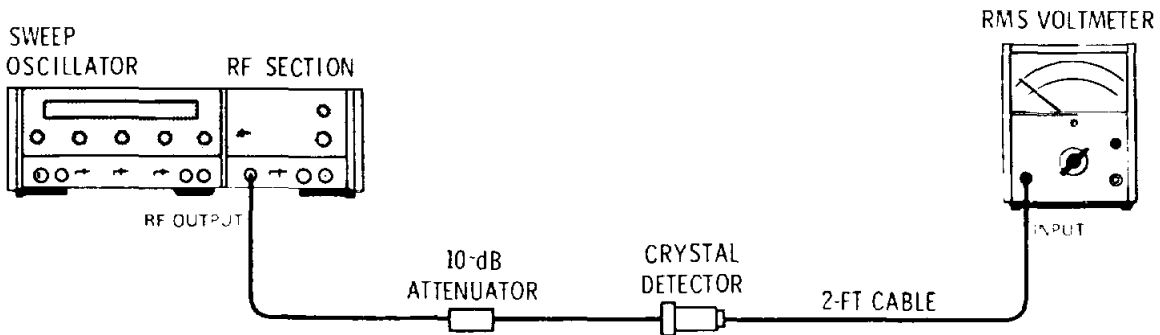 SWEEP
OSCILLATOR
RF SECTION
RMS VOLTMETER
RF OUTPUT
INPUT
10-dB
ATTENUATOR
CRYSTAL
DETECTOR
2-FT CABLE